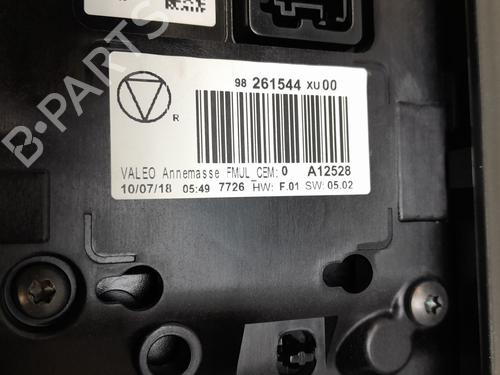 98 261544 XU 00
R
VALEO Annemasse FMUL_CEM: 0 A12528
10/07/18 05:49 7726 HW: F.01 SW: 05.02
B-PARTS